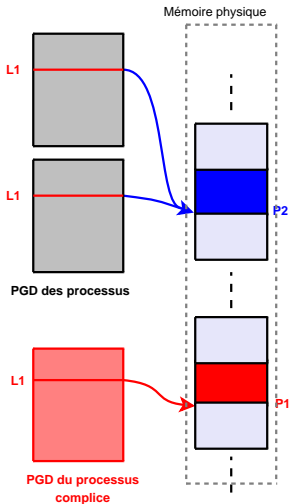 Mémoire physique
L1
L1
P2
PGD des processus
L1
P1
PGD du processus
complice